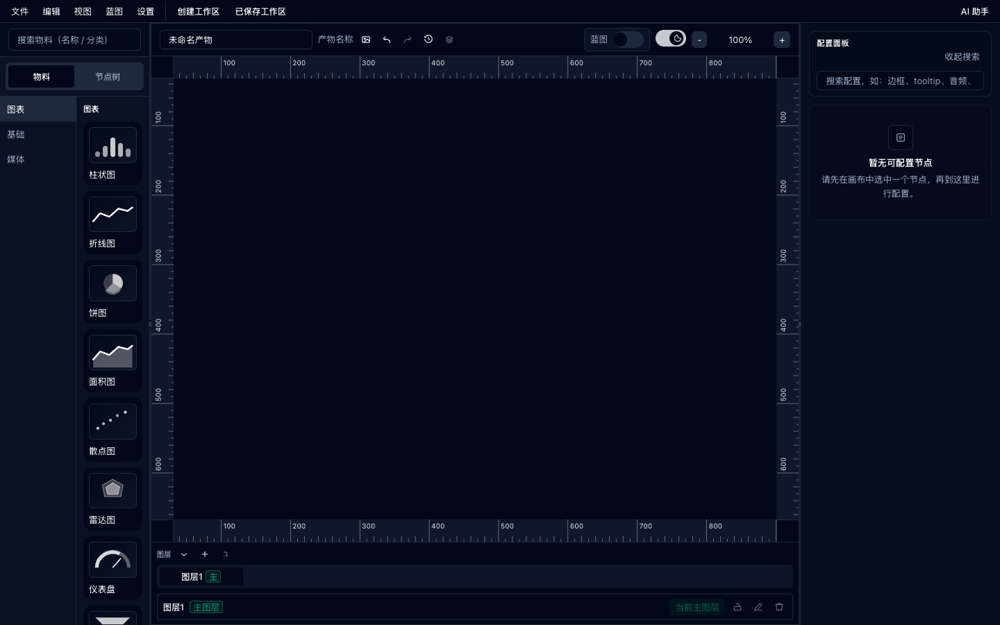 文件 编辑 视图 蓝图 设置 创建工作区 已保存工作区 AI 助手
搜索物料（名称 / 分类）
物料 节点树
图表
基础
媒体
图表
柱状图
折线图
饼图
面积图
散点图
雷达图
仪表盘
未命名产物 产物名称 蓝图 - 100% +
100 200 300 400 500 600 700 800
100
200
300
400
500
600
100
200
300
400
500
600
100 200 300 400 500 600 700 800
图层
图层1 主
图层1 主图层 当前主图层
配置面板
收起搜索
搜索配置，如：边框、tooltip、音频、
暂无可配置节点
请先在画布中选中一个节点，再到这里进
行配置。